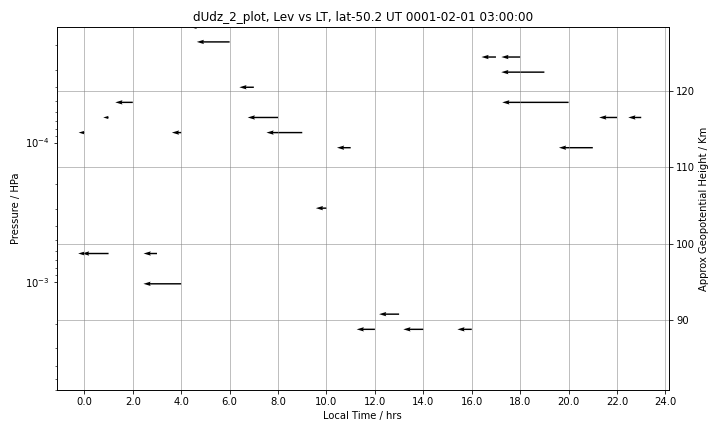 dUdz_2_plot, Lev vs LT, lat-50.2 UT 0001-02-01 03:00:00
Pressure / HPa
10⁻⁴
10⁻³
120
110
100
90
Approx Geopotential Height / Km
0.0 2.0 4.0 6.0 8.0 10.0 12.0 14.0 16.0 18.0 20.0 22.0 24.0
Local Time / hrs